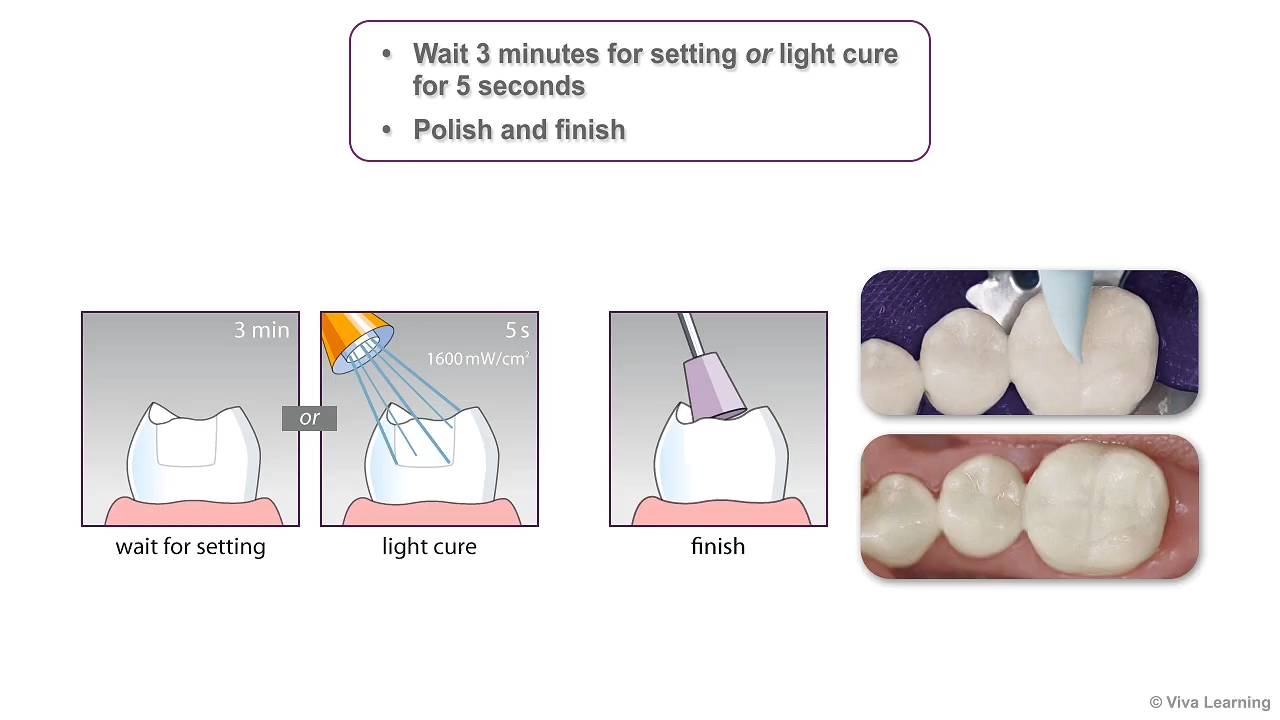 • Wait 3 minutes for setting or light cure
for 5 seconds
• Polish and finish
3 min
or
5 s
1600 mW/cm²
wait for setting
light cure
finish
© Viva Learning